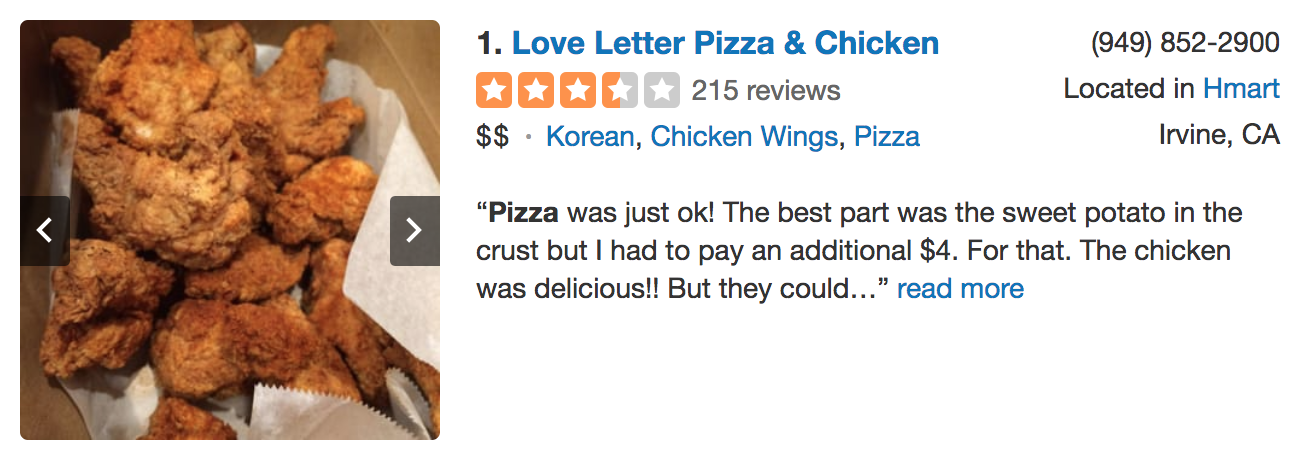 1. Love Letter Pizza & Chicken
(949) 852-2900
215 reviews
Located in Hmart
$$ · Korean, Chicken Wings, Pizza
Irvine, CA
“Pizza was just ok! The best part was the sweet potato in the
crust but I had to pay an additional $4. For that. The chicken
was delicious!! But they could…” read more